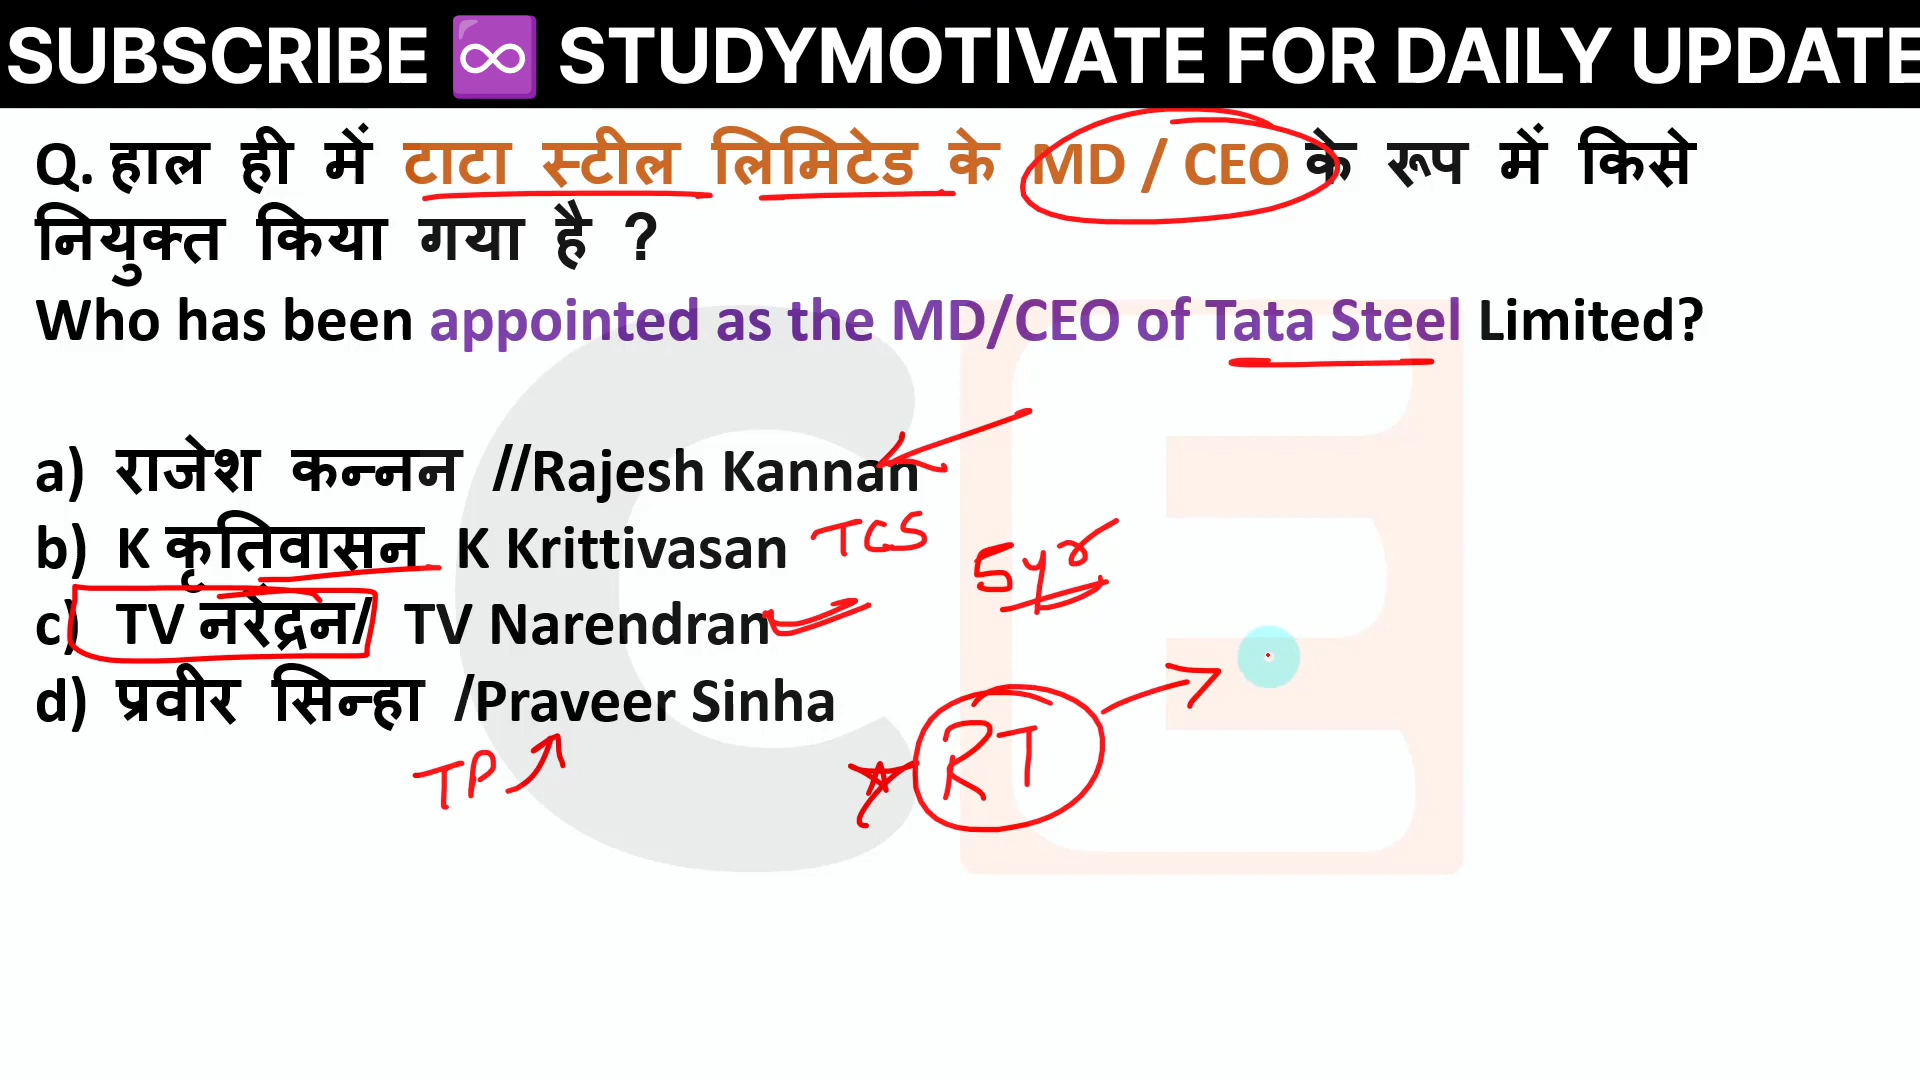 SUBSCRIBE ♾️ STUDYMOTIVATE FOR DAILY UPDATE
Q. हाल ही में टाटा स्टील लिमिटेड के MD / CEO के रूप में किसे
नियुक्त किया गया है ?
Who has been appointed as the MD/CEO of Tata Steel Limited?
a) राजेश कन्नन //Rajesh Kannan
b) K कृतिवासन K Krittivasan TCS
5yr
c) TV नरेंद्रन/ TV Narendran
d) प्रवीर सिन्हा /Praveer Sinha
TP
RT